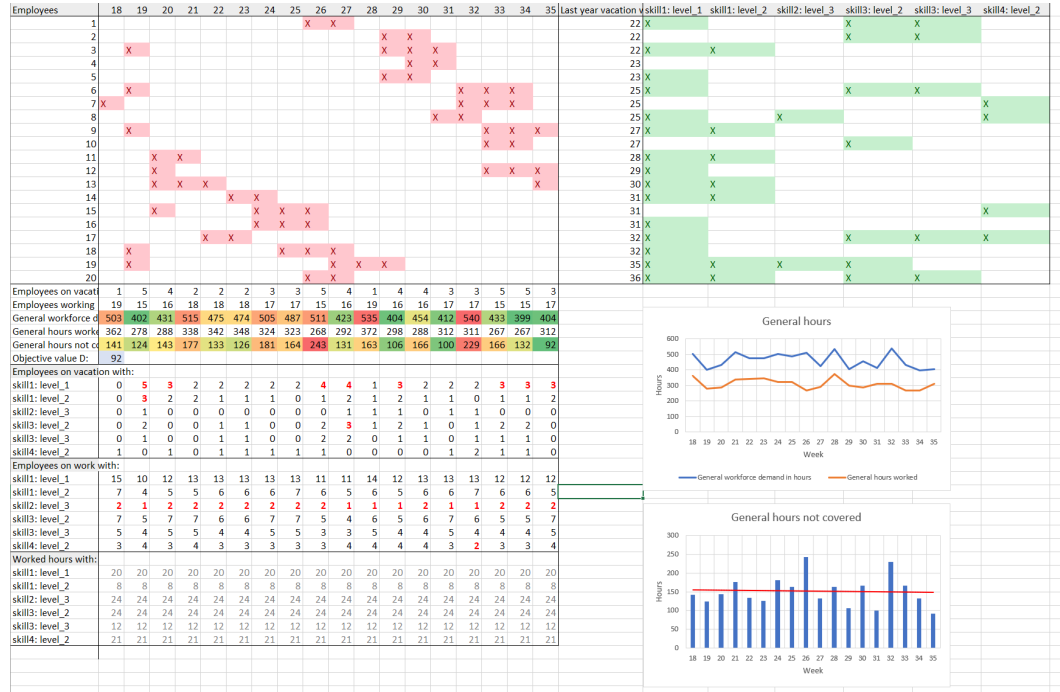 Employees 18 19 20 21 22 23 24 25 26 27 28 29 30 31 32 33 34 35 Last year vacation skill1: level_1 skill1: level_2 skill2: level_3 skill3: level_2 skill3: level_3 skill4: level_2
1 X X 22 X X X
2 X X 22 X X
3 X X X X 22 X X
4 X X 23
5 X X 23 X
6 X X X X 25 X X X
7 X X X X 25 X
8 X X 25 X X X
9 X X X X 27 X X
10 X X 27 X
11 X X 28 X X
12 X X X X 29 X
13 X X X X 30 X X
14 X X 31 X X
15 X X X X 31 X
16 X X X 31 X
17 X X 32 X X X X
18 X X X X 32 X
19 X X X X 35 X X X X X
20 X X 36 X X X X
Employees on vacati 1 5 4 2 2 2 3 3 5 4 1 4 4 3 3 5 5 3
Employees working 19 15 16 18 18 18 17 17 15 16 19 16 16 17 17 15 15 17
General workforce d 503 402 431 515 475 474 505 487 511 423 535 404 454 412 540 433 399 404
General hours worke 362 278 288 338 342 348 324 323 268 292 372 298 288 312 311 267 267 312
General hours not co 141 124 143 177 133 126 181 164 243 131 163 106 166 100 229 166 132 92
Objective value D: 92
Employees on vacation with:
skill1: level_1 0 5 3 2 2 2 2 2 4 4 1 3 2 2 2 3 3 3
skill1: level_2 0 3 2 2 1 1 1 0 1 2 1 2 1 1 0 1 1 2
skill2: level_3 0 1 0 0 0 0 0 0 0 1 1 1 0 1 1 0 0 0
skill3: level_2 0 2 0 0 1 1 0 0 2 3 1 2 1 0 1 2 2 0
skill3: level_3 0 1 0 0 1 1 0 0 2 2 0 1 1 0 1 1 1 0
skill4: level_2 1 0 1 0 1 1 1 1 1 0 0 0 0 1 2 1 1 0
Employees on work with:
skill1: level_1 15 10 12 13 13 13 13 13 11 11 14 12 13 13 13 12 12 12
skill1: level_2 7 4 5 5 6 6 6 7 6 5 6 5 6 6 7 6 6 5
skill2: level_3 2 1 2 2 2 2 2 2 2 1 1 1 2 1 1 2 2 2
skill3: level_2 7 5 7 7 6 6 7 7 5 4 6 5 6 7 6 5 5 7
skill3: level_3 5 4 5 5 4 4 5 5 3 3 5 4 4 5 4 4 4 5
skill4: level_2 3 4 3 4 3 3 3 3 3 4 4 4 4 3 2 3 3 4
Worked hours with:
skill1: level_1 20 20 20 20 20 20 20 20 20 20 20 20 20 20 20 20 20 20
skill1: level_2 8 8 8 8 8 8 8 8 8 8 8 8 8 8 8 8 8 8
skill2: level_3 24 24 24 24 24 24 24 24 24 24 24 24 24 24 24 24 24 24
skill3: level_2 24 24 24 24 24 24 24 24 24 24 24 24 24 24 24 24 24 24
skill3: level_3 12 12 12 12 12 12 12 12 12 12 12 12 12 12 12 12 12 12
skill4: level_2 21 21 21 21 21 21 21 21 21 21 21 21 21 21 21 21 21 21
General hours
600
500
400
300
200
100
0
Hours
18 19 20 21 22 23 24 25 26 27 28 29 30 31 32 33 34 35
Week
General workforce demand in hours General hours worked
General hours not covered
300
250
200
150
100
50
0
Hours
18 19 20 21 22 23 24 25 26 27 28 29 30 31 32 33 34 35
Week